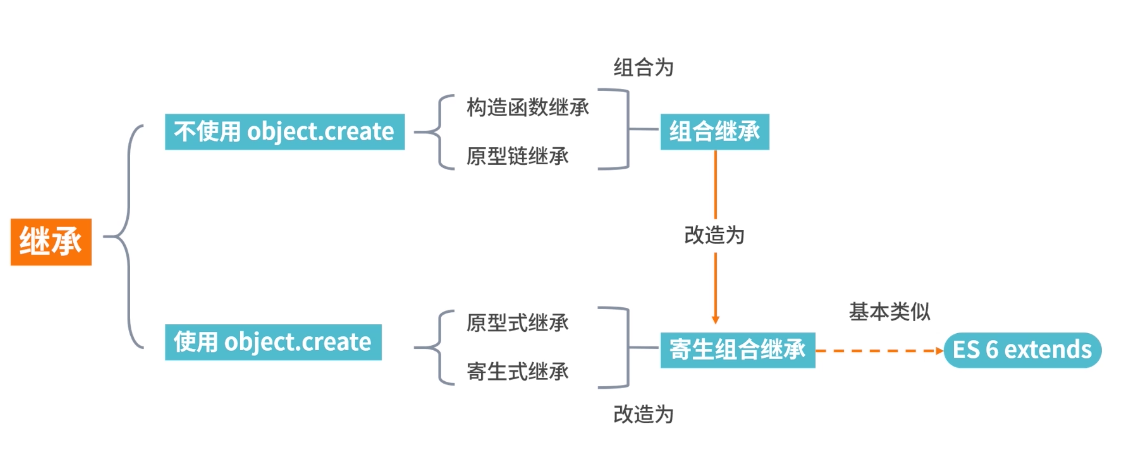 组合为
构造函数继承
不使用 object.create
组合继承
原型链继承
继承
改造为
基本类似
原型式继承
使用 object.create
寄生组合继承
ES 6 extends
寄生式继承
改造为